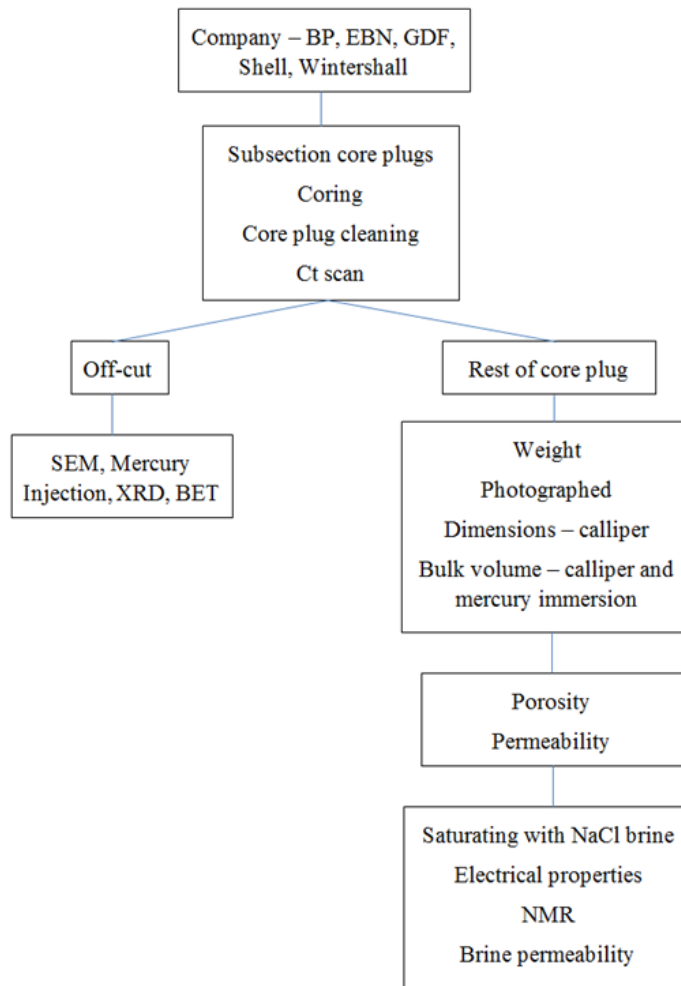 Company – BP, EBN, GDF,
Shell, Wintershall
Subsection core plugs
Coring
Core plug cleaning
Ct scan
Off-cut
Rest of core plug
SEM, Mercury
Injection, XRD, BET
Weight
Photographed
Dimensions – calliper
Bulk volume – calliper and
mercury immersion
Porosity
Permeability
Saturating with NaCl brine
Electrical properties
NMR
Brine permeability